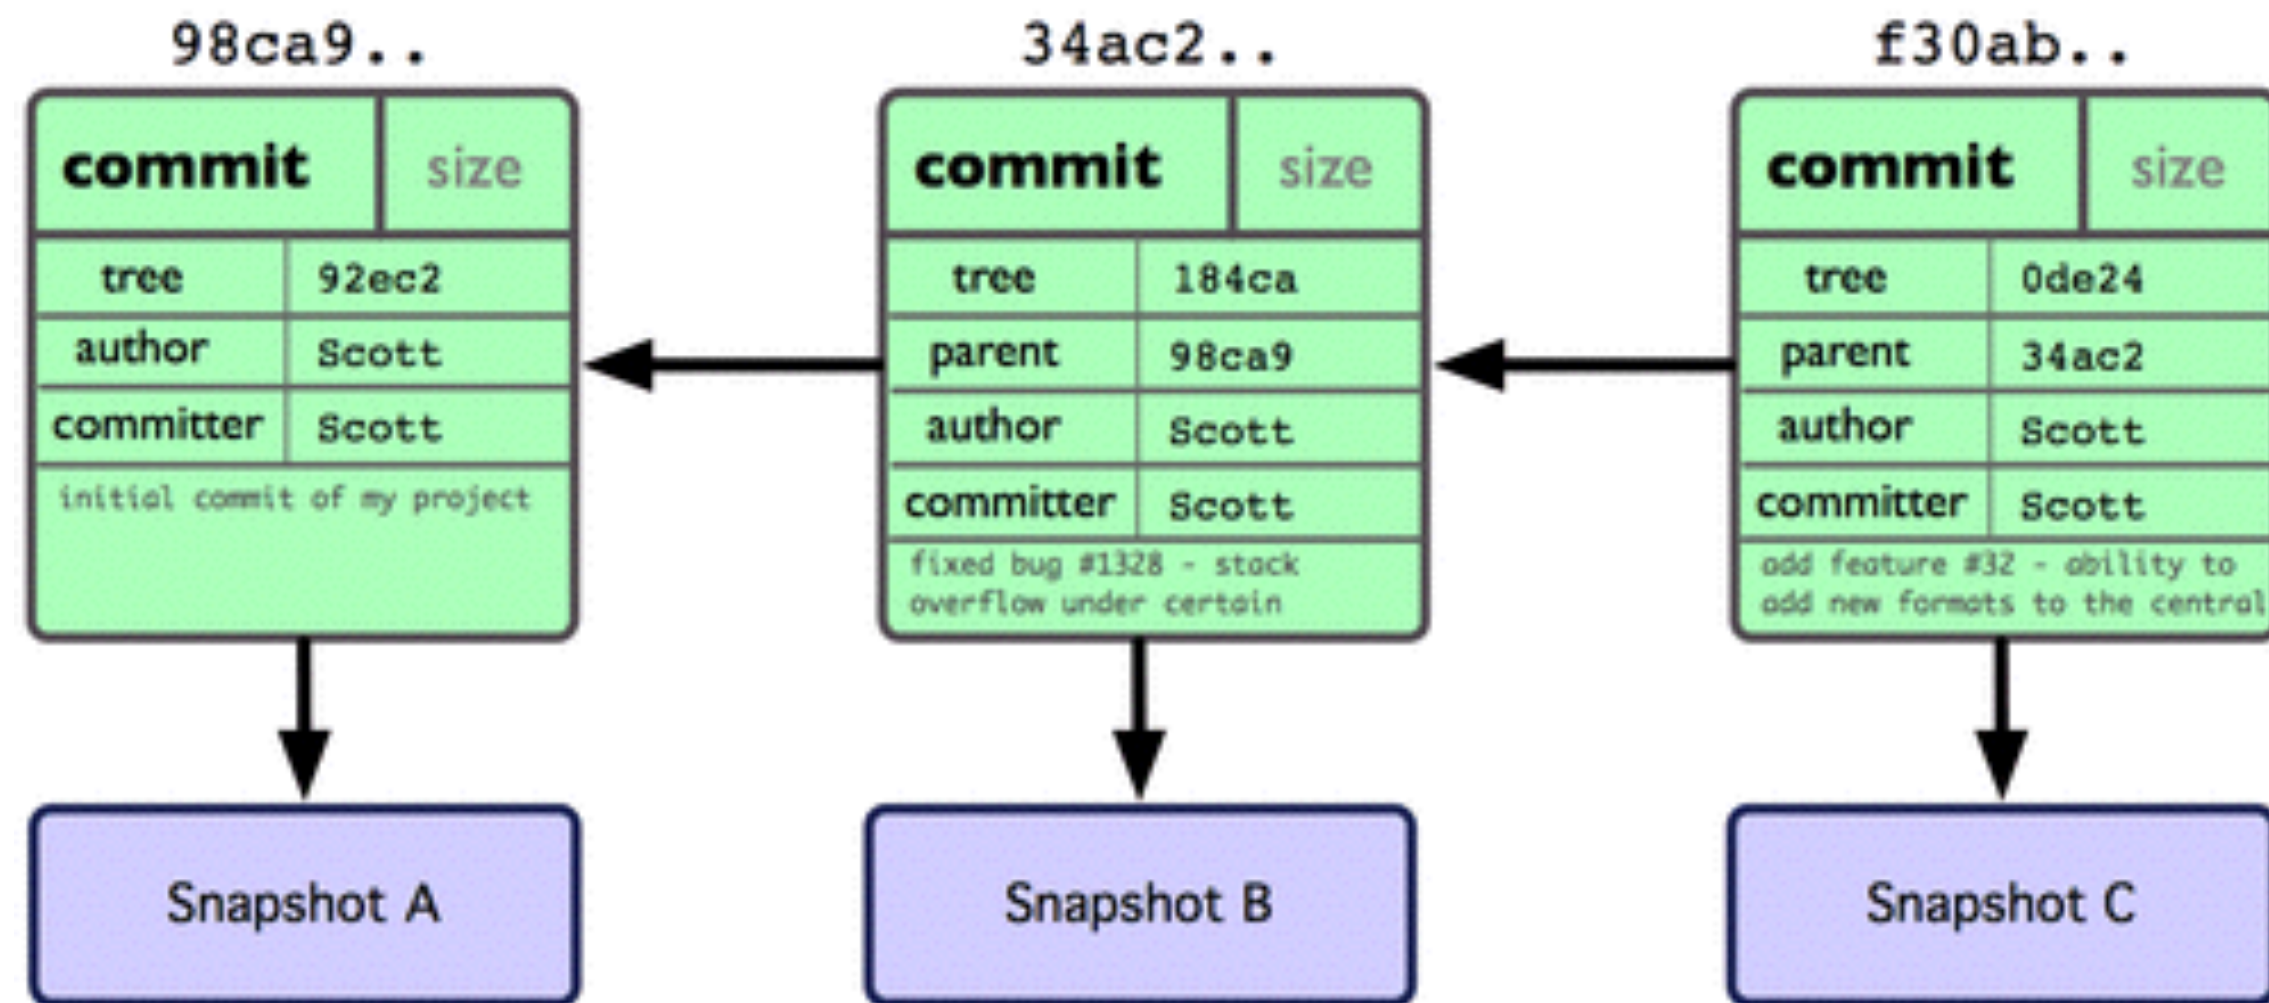 98ca9..
34ac2..
f30ab..
commit size
tree 92ec2
author Scott
committer Scott
initial commit of my project
commit size
tree 184ca
parent 98ca9
author Scott
committer Scott
fixed bug #1328 - stack
overflow under certain
commit size
tree 0de24
parent 34ac2
author Scott
committer Scott
add feature #32 - ability to
add new formats to the central
Snapshot A
Snapshot B
Snapshot C